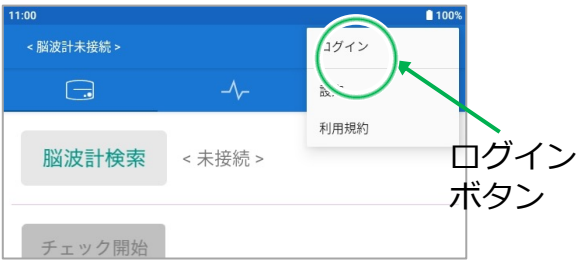 11:00
100%
<脳波計未接続>
ログイン
設定
利用規約
脳波計検索
<未接続>
ログイン
ボタン
チェック開始